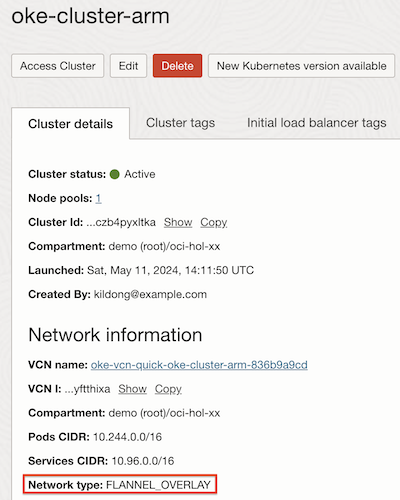 oke-cluster-arm
Access Cluster Edit Delete New Kubernetes version available
Cluster details Cluster tags Initial load balancer tags
Cluster status: Active
Node pools: 1
Cluster Id: ...czb4pyxltka Show Copy
Compartment: demo (root)/oci-hol-xx
Launched: Sat, May 11, 2024, 14:11:50 UTC
Created By: kildong@example.com
Network information
VCN name: oke-vcn-quick-oke-cluster-arm-836b9a9cd
VCN I: ...yftthixa Show Copy
Compartment: demo (root)/oci-hol-xx
Pods CIDR: 10.244.0.0/16
Services CIDR: 10.96.0.0/16
Network type: FLANNEL_OVERLAY